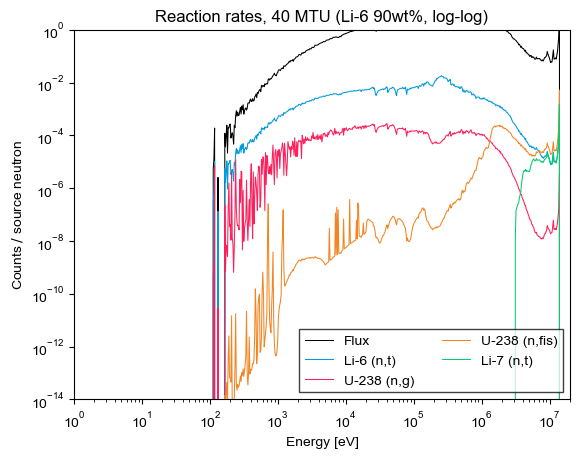 Reaction rates, 40 MTU (Li-6 90wt%, log-log)
Counts / source neutron
10^0
10^-2
10^-4
10^-6
10^-8
10^-10
10^-12
10^-14
Flux
Li-6 (n,t)
U-238 (n,g)
U-238 (n,fis)
Li-7 (n,t)
10^0 10^1 10^2 10^3 10^4 10^5 10^6 10^7
Energy [eV]